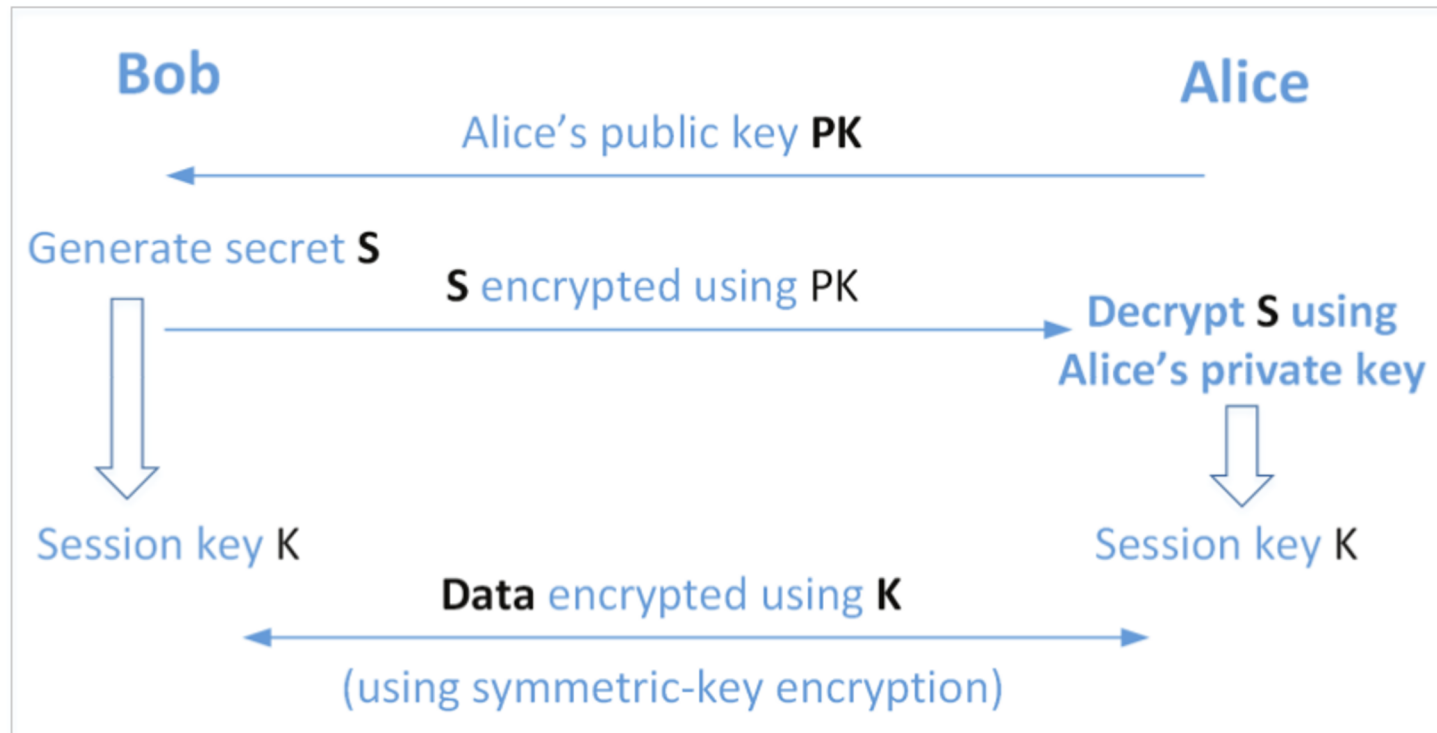 Bob
Alice
Alice’s public key PK
Generate secret S
S encrypted using PK
Decrypt S using
Alice’s private key
Session key K
Session key K
Data encrypted using K
(using symmetric-key encryption)